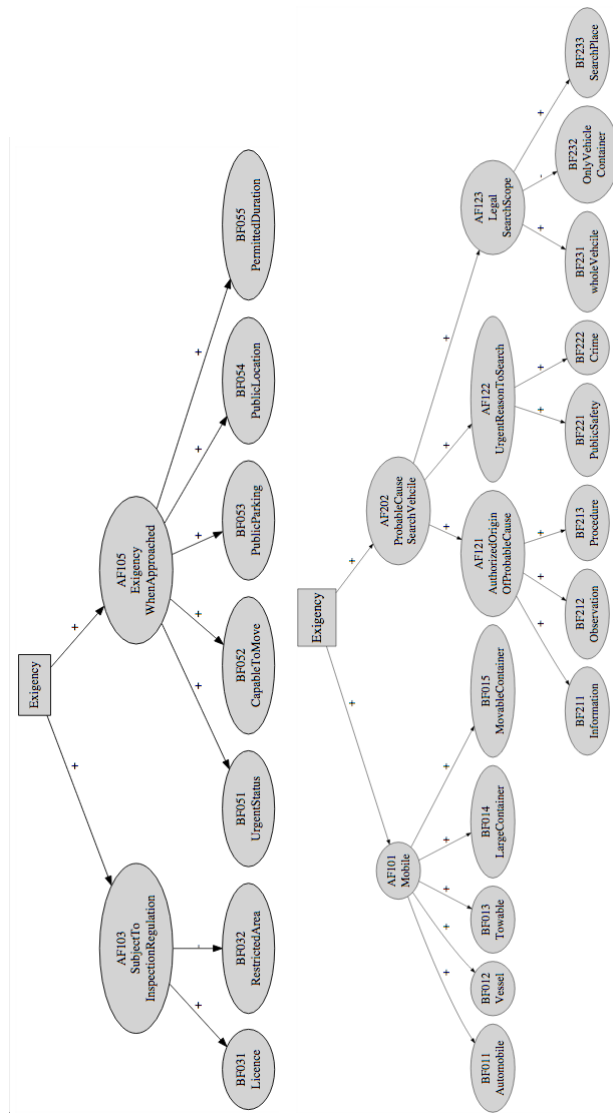 Exigency
+
+
AF103
SubjectTo
InspectionRegulation
AF105
Exigency
WhenApproached
+
-
+
+
+
+
+
BF031
Licence
BF032
RestrictedArea
BF051
UrgentStatus
BF052
CapableToMove
BF053
PublicParking
BF054
PublicLocation
BF055
PermittedDuration
Exigency
+
+
AF101
Mobile
AF202
ProbableCause
SearchVehcile
+
+
+
+
+
+
+
+
BF011
Automobile
BF012
Vessel
BF013
Towable
BF014
LargeContainer
BF015
MovableContainer
AF121
AuthorizedOrigin
OfProbableCause
AF122
UrgentReasonToSearch
AF123
Legal
SearchScope
+
+
+
+
+
+
-
+
BF211
Information
BF212
Observation
BF213
Procedure
BF221
PublicSafety
BF222
Crime
BF231
wholeVehcile
BF232
OnlyVehicle
Container
BF233
SearchPlace